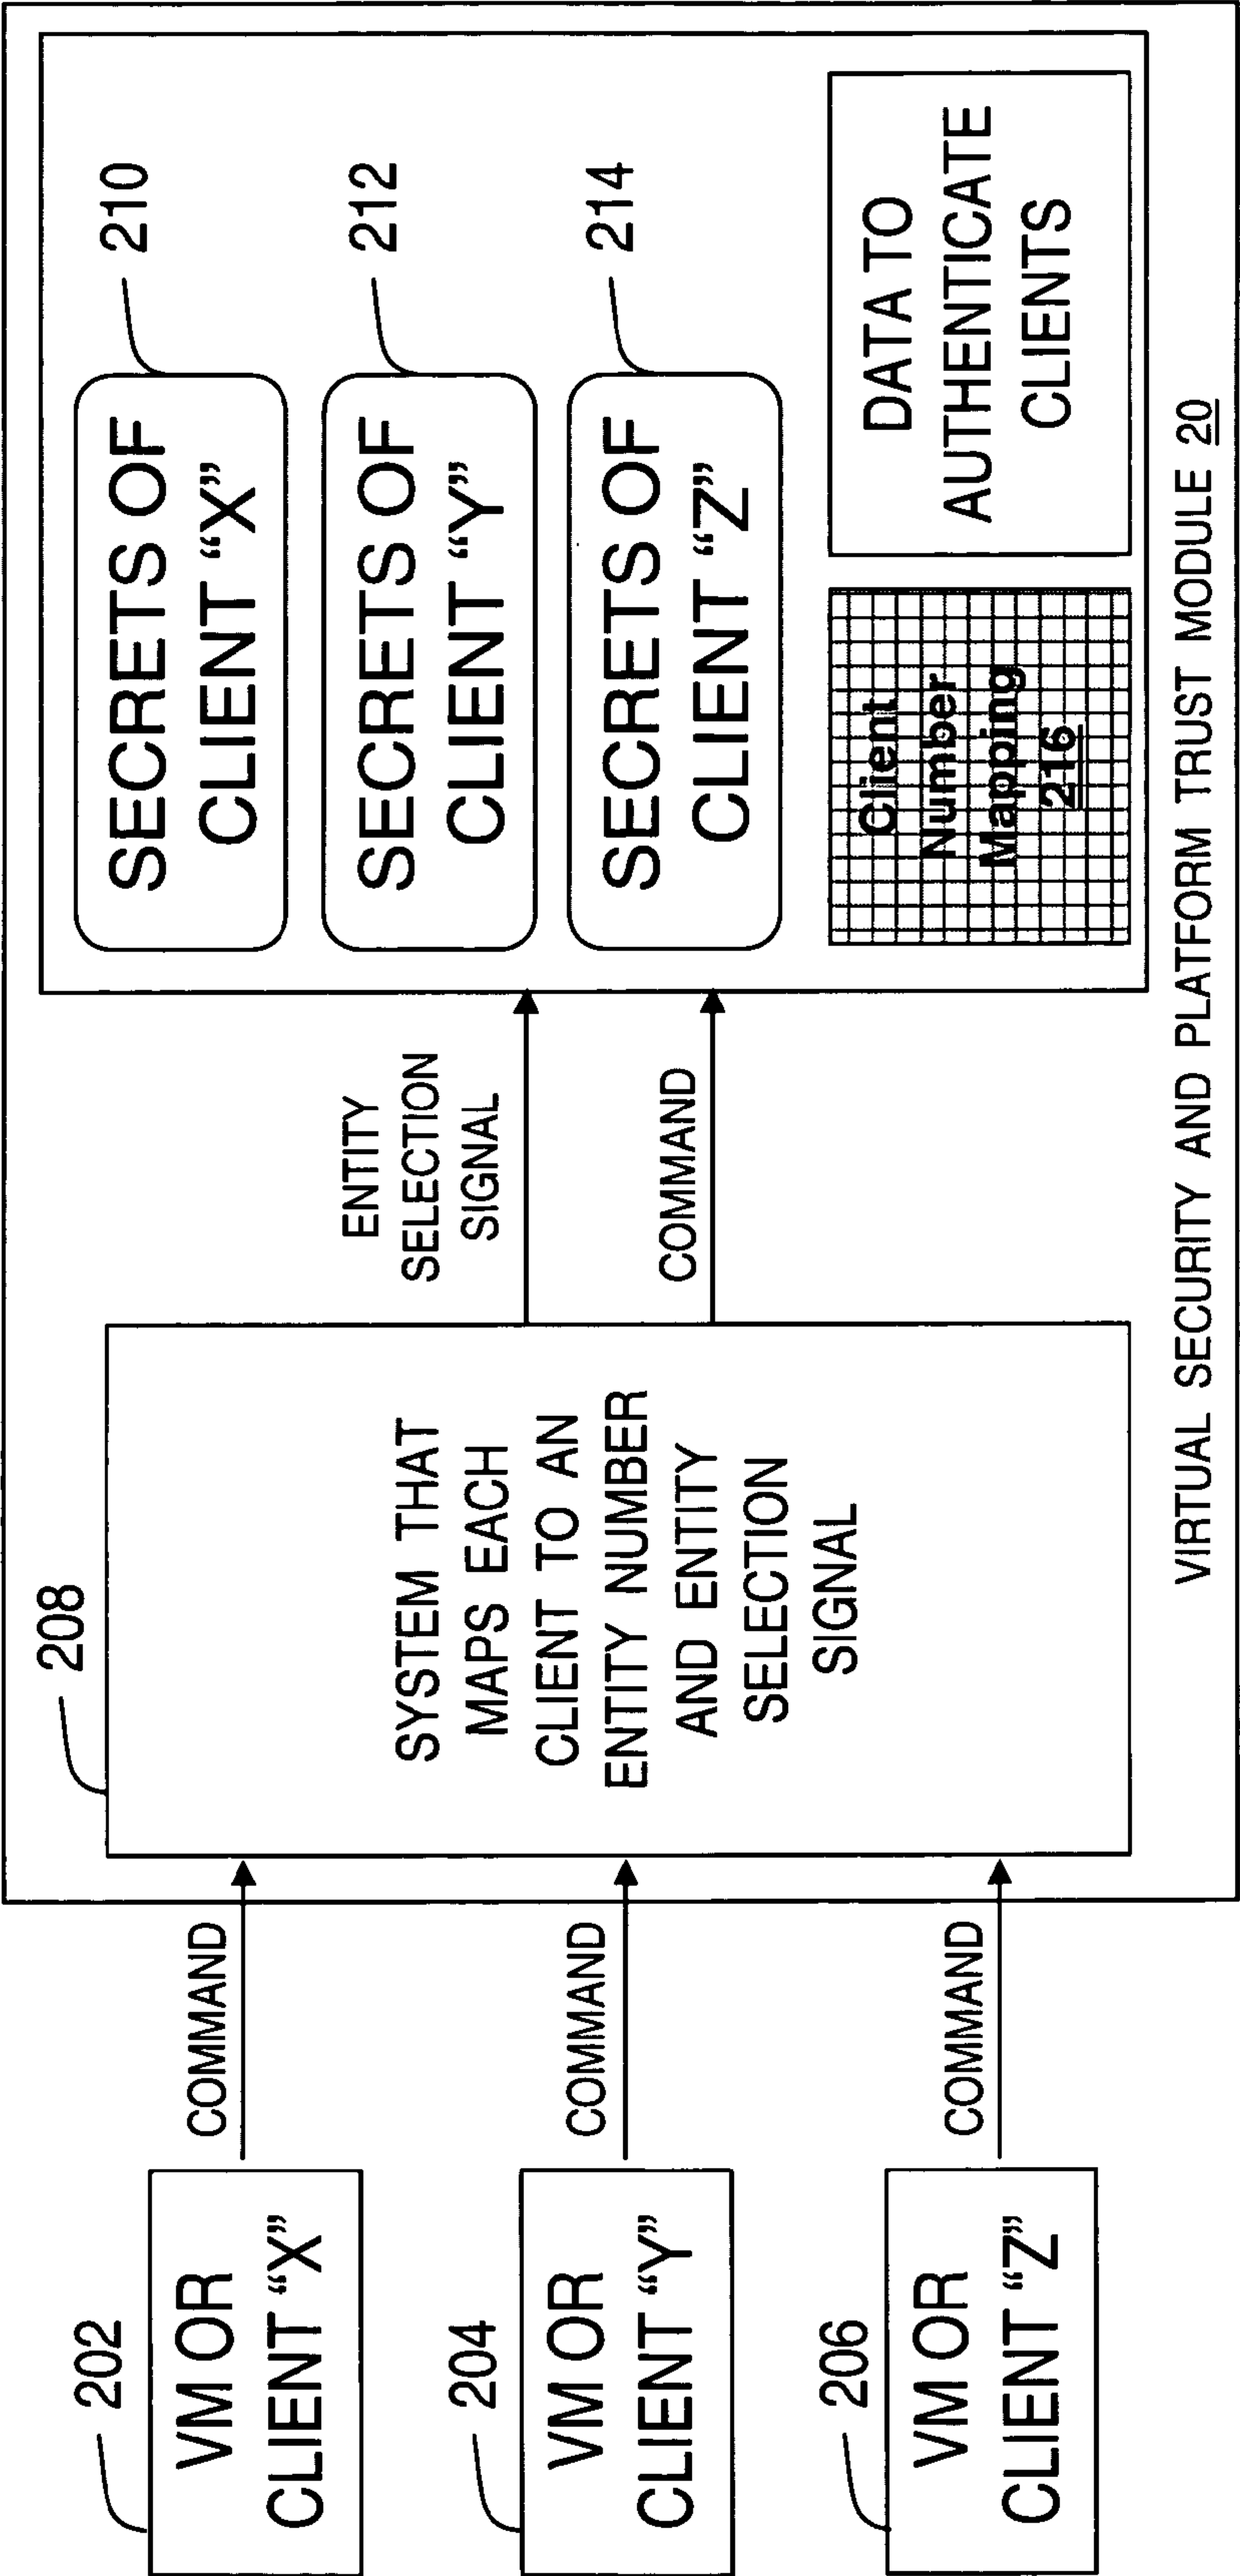 202
VM OR
CLIENT “X”
204
VM OR
CLIENT “Y”
206
VM OR
CLIENT “Z”
COMMAND
COMMAND
COMMAND
208
SYSTEM THAT
MAPS EACH
CLIENT TO AN
ENTITY NUMBER
AND ENTITY
SELECTION
SIGNAL
ENTITY
SELECTION
SIGNAL
COMMAND
210
SECRETS OF
CLIENT “X”
212
SECRETS OF
CLIENT “Y”
214
SECRETS OF
CLIENT “Z”
Client
Number
Mapping
216
DATA TO
AUTHENTICATE
CLIENTS
VIRTUAL SECURITY AND PLATFORM TRUST MODULE 20